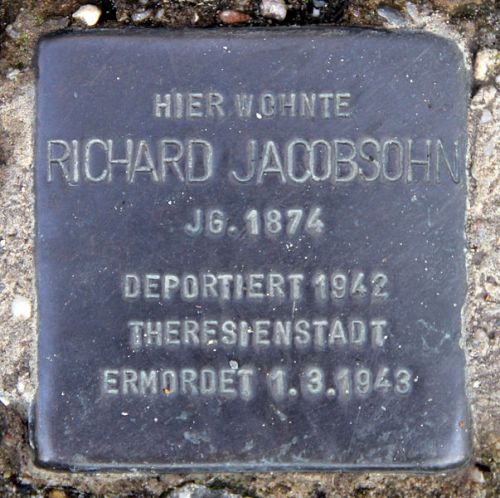 HIER WOHNTE
RICHARD JACOBSOHN
JG. 1874
DEPORTIERT 1942
THERESIENSTADT
ERMORDET 1.3.1943